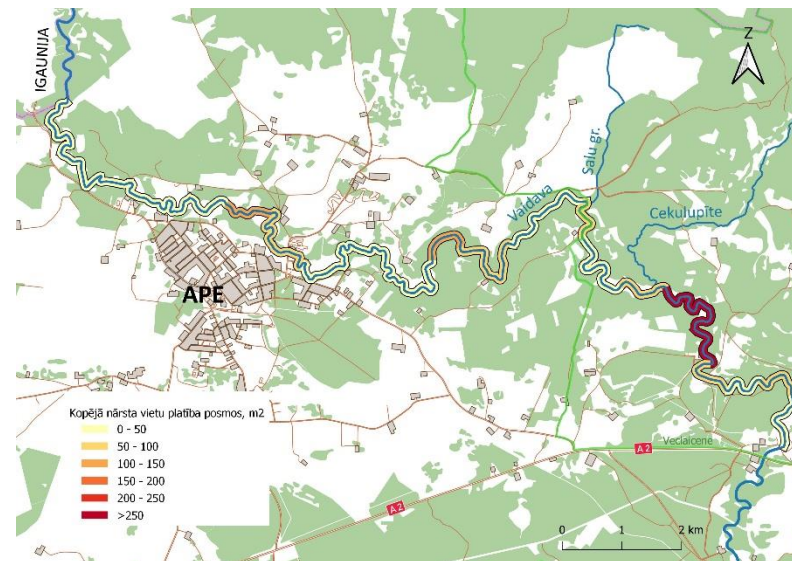 IGAUNIJA
Z
Salu gr.
Vaidava
Cekulupīte
APE
Kopējā nārsta vietu platība posmos, m2
0 - 50
50 - 100
100 - 150
150 - 200
200 - 250
>250
Veclaicene
A 2
A 2
0 1 2 km